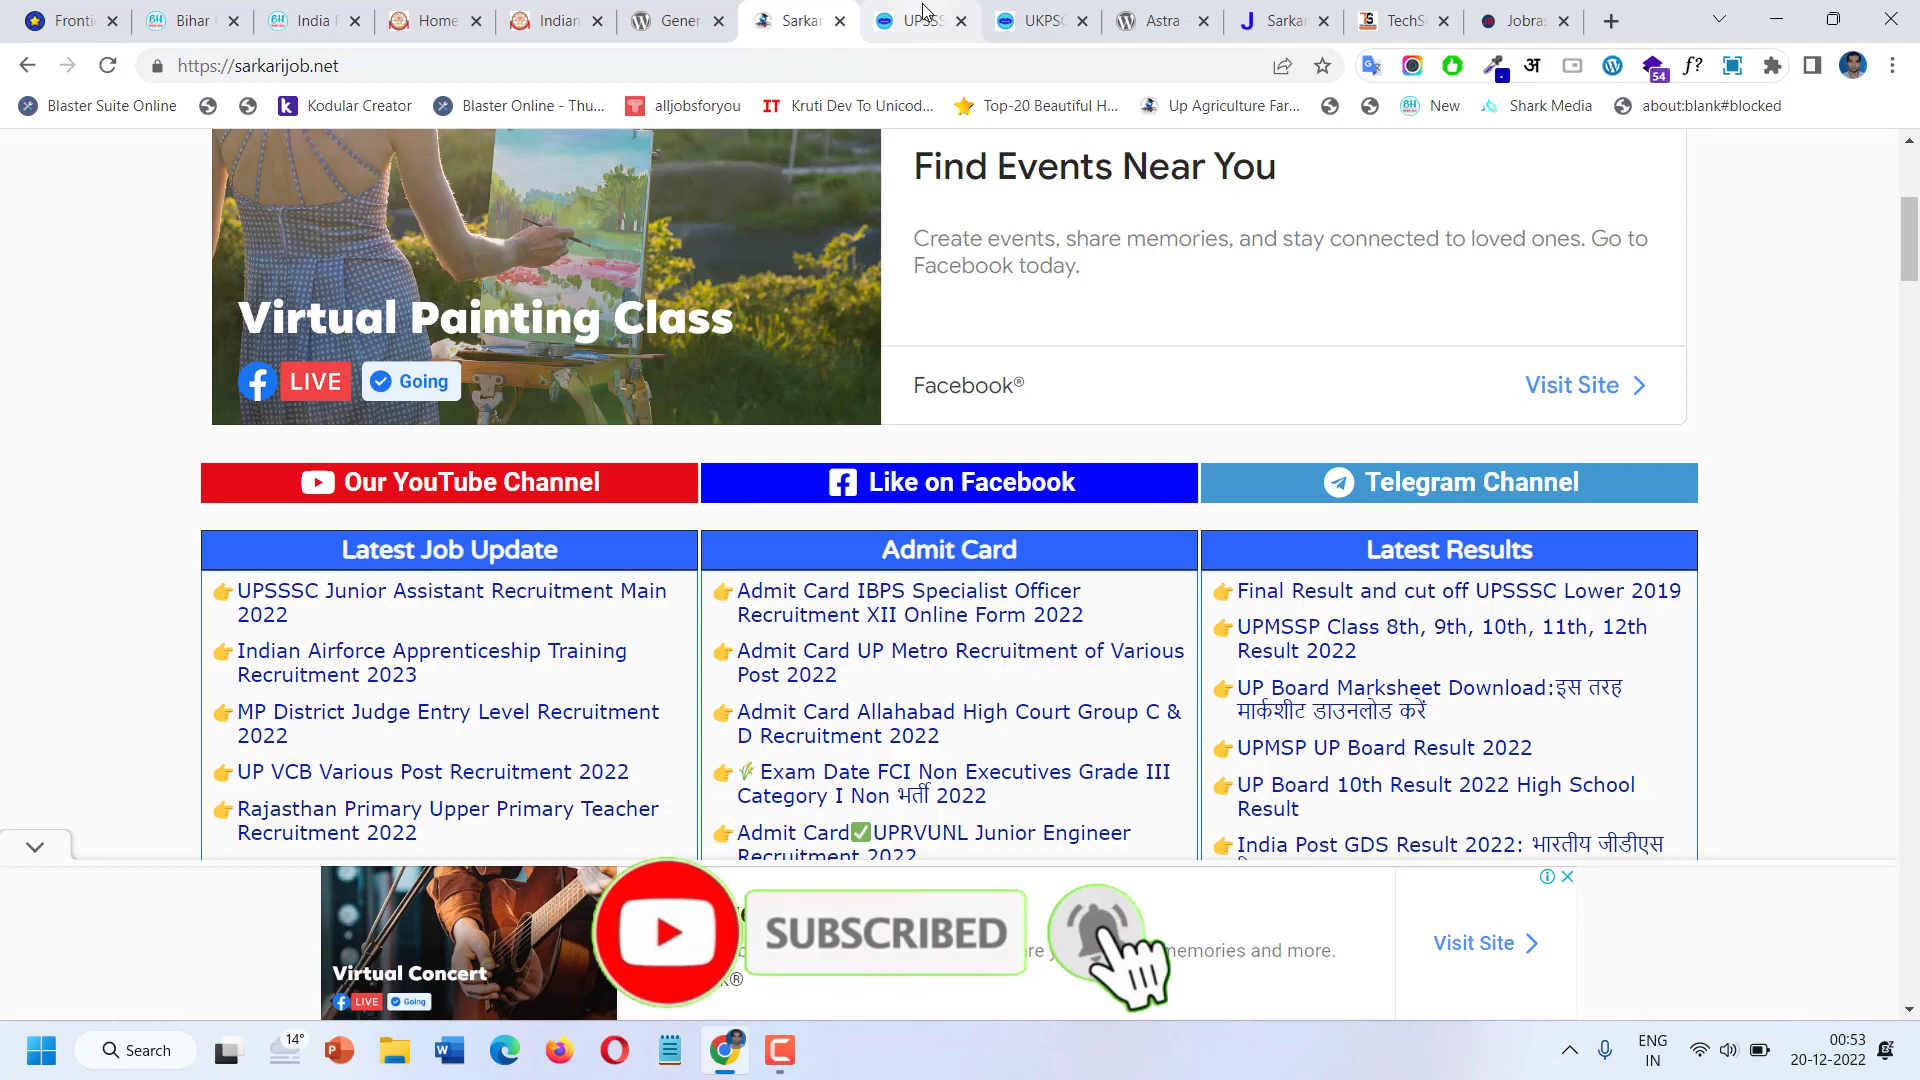 Fronti
Bihar
India
Home
Indian
Gener
Sarkar
UPSSS
UKPSC
Astra
Sarkar
TechS
Jobras
https://sarkarijob.net
अ
54
f?
Blaster Suite Online
Kodular Creator
Blaster Online - Thu...
alljobsforyou
Kruti Dev To Unicod...
Top-20 Beautiful H...
Up Agriculture Far...
New
Shark Media
about:blank#blocked
Find Events Near You
Create events, share memories, and stay connected to loved ones. Go to
Facebook today.
Virtual Painting Class
LIVE
Going
Facebook®
Visit Site
Our YouTube Channel
Like on Facebook
Telegram Channel
Latest Job Update
UPSSSC Junior Assistant Recruitment Main
2022
Indian Airforce Apprenticeship Training
Recruitment 2023
MP District Judge Entry Level Recruitment
2022
UP VCB Various Post Recruitment 2022
Rajasthan Primary Upper Primary Teacher
Recruitment 2022
Admit Card
Admit Card IBPS Specialist Officer
Recruitment XII Online Form 2022
Admit Card UP Metro Recruitment of Various
Post 2022
Admit Card Allahabad High Court Group C &
D Recruitment 2022
Exam Date FCI Non Executives Grade III
Category I Non भर्ती 2022
Admit Card✅UPRVUNL Junior Engineer
Recruitment 2022
Latest Results
Final Result and cut off UPSSSC Lower 2019
UPMSSP Class 8th, 9th, 10th, 11th, 12th
Result 2022
UP Board Marksheet Download:इस तरह
मार्कशीट डाउनलोड करें
UPMSP UP Board Result 2022
UP Board 10th Result 2022 High School
Result
India Post GDS Result 2022: भारतीय जीडीएस
Virtual Concert
LIVE
Going
SUBSCRIBED
memories and more.
Visit Site
14°
Search
ENG
IN
00:53
20-12-2022